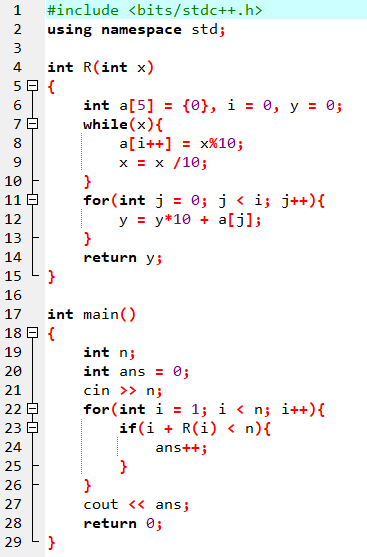 1 #include <bits/stdc++.h>
2 using namespace std;
3
4 int R(int x)
5 {
6 int a[5] = {0}, i = 0, y = 0;
7 while(x){
8 a[i++] = x%10;
9 x = x /10;
10 }
11 for(int j = 0; j < i; j++){
12 y = y*10 + a[j];
13 }
14 return y;
15 }
16
17 int main()
18 {
19 int n;
20 int ans = 0;
21 cin >> n;
22 for(int i = 1; i < n; i++){
23 if(i + R(i) < n){
24 ans++;
25 }
26 }
27 cout << ans;
28 return 0;
29 }